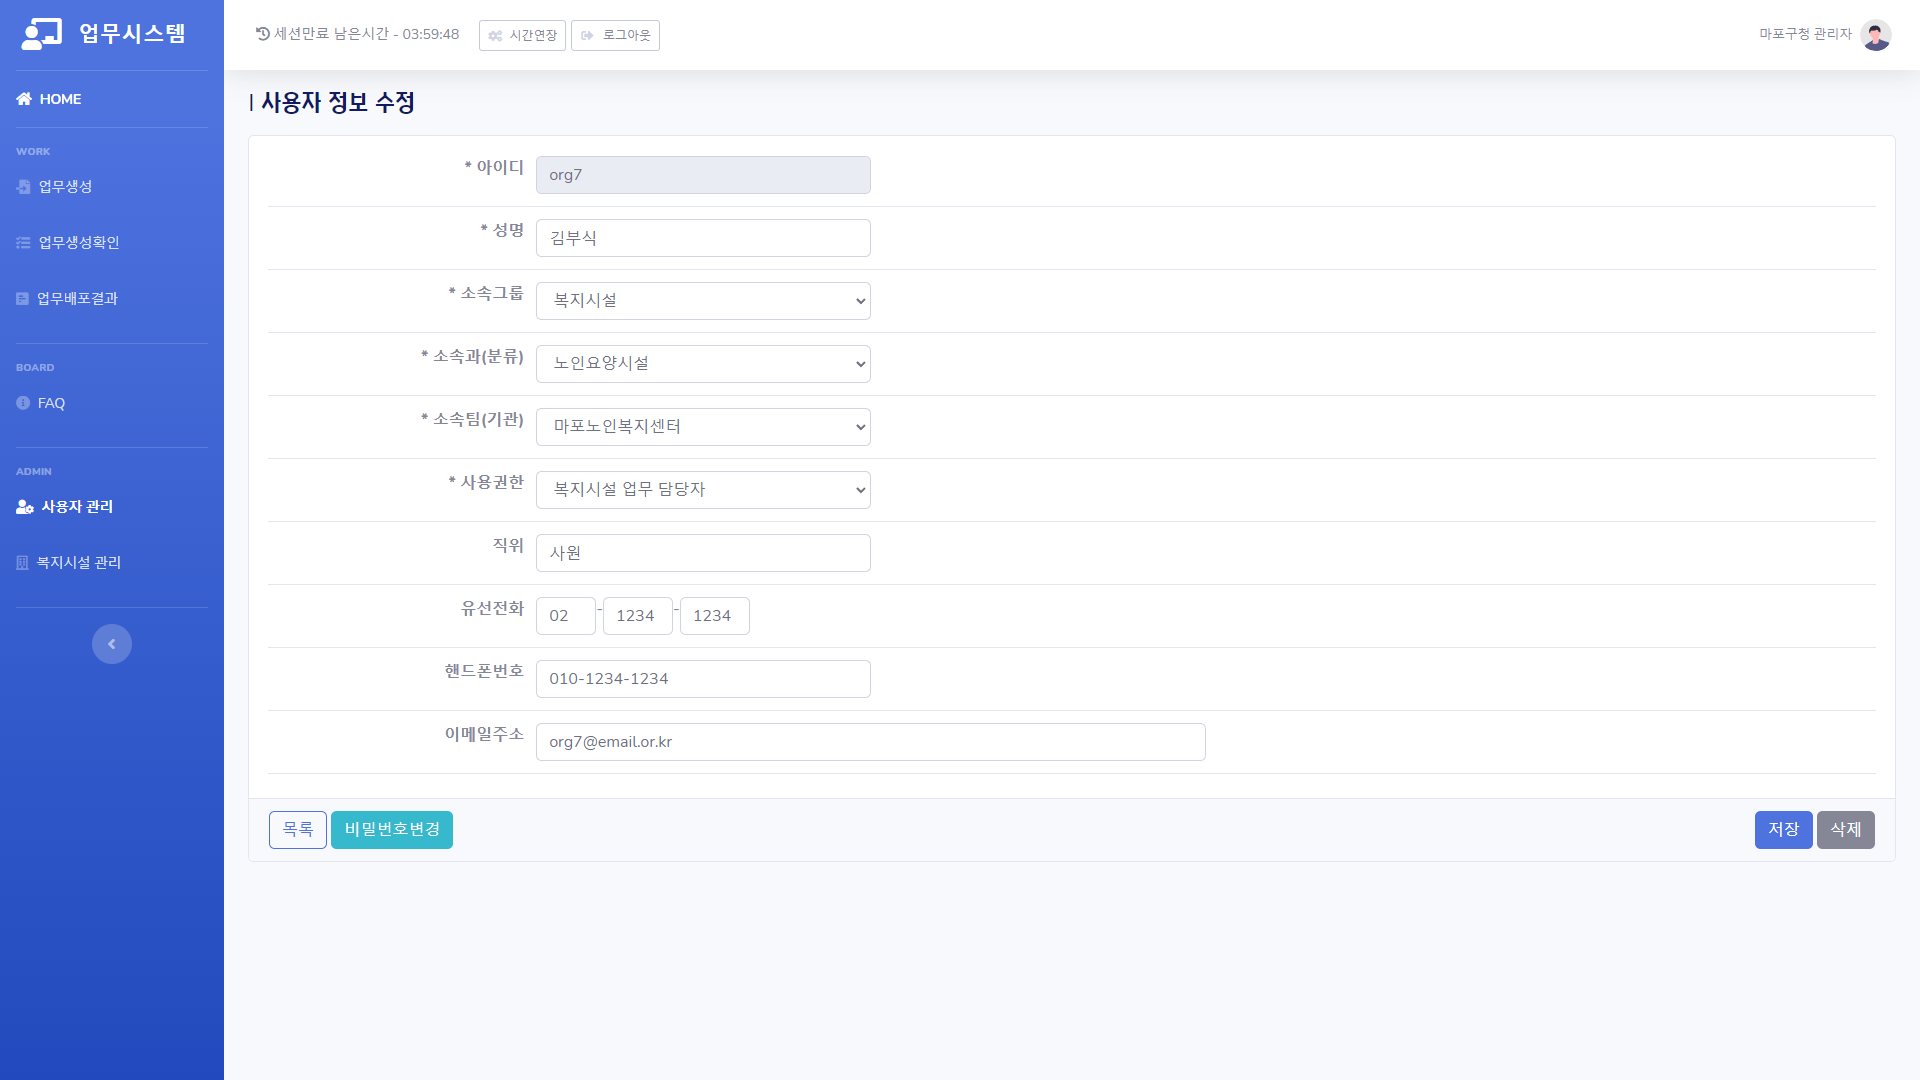 업무시스템
HOME
WORK
업무생성
업무생성확인
업무배포결과
BOARD
FAQ
ADMIN
사용자 관리
복지시설 관리
세션만료 남은시간 - 03:59:48
시간연장
로그아웃
마포구청 관리자
| 사용자 정보 수정
* 아이디 org7
* 성명 김부식
* 소속그룹 복지시설
* 소속과(분류) 노인요양시설
* 소속팀(기관) 마포노인복지센터
* 사용권한 복지시설 업무 담당자
직위 사원
유선전화 02 - 1234 - 1234
핸드폰번호 010-1234-1234
이메일주소 org7@email.or.kr
목록 비밀번호변경 저장 삭제